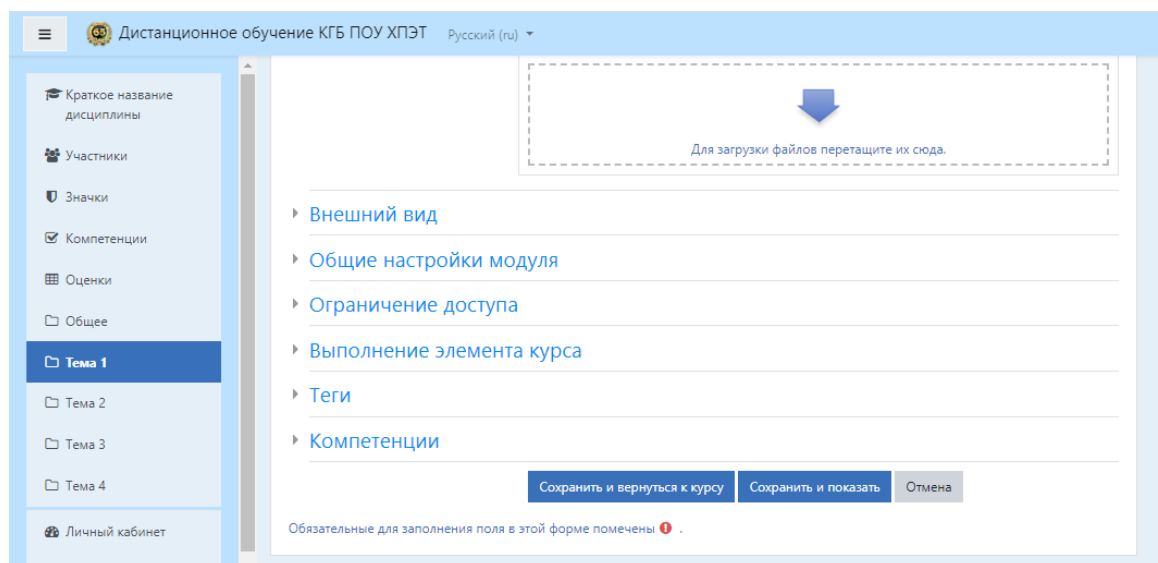 Дистанционное обучение КГБ ПОУ ХПЭТ Русский (ru)
Краткое название
дисциплины
Участники
Значки
Компетенции
Оценки
Общее
Тема 1
Тема 2
Тема 3
Тема 4
Личный кабинет
Для загрузки файлов перетащите их сюда.
Внешний вид
Общие настройки модуля
Ограничение доступа
Выполнение элемента курса
Теги
Компетенции
Сохранить и вернуться к курсу Сохранить и показать Отмена
Обязательные для заполнения поля в этой форме помечены .